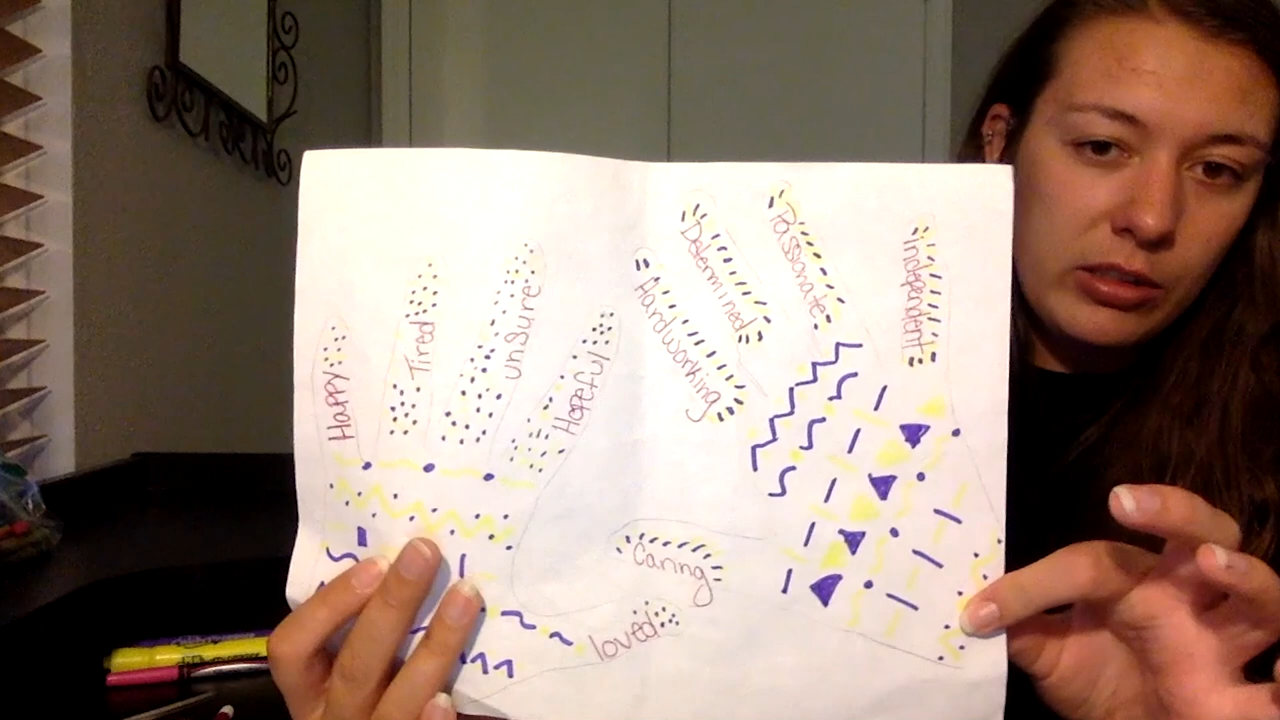 Happy
Tired
unsure
Hopeful
loved
Hardworking
Determined
Passionate
independent
Caring